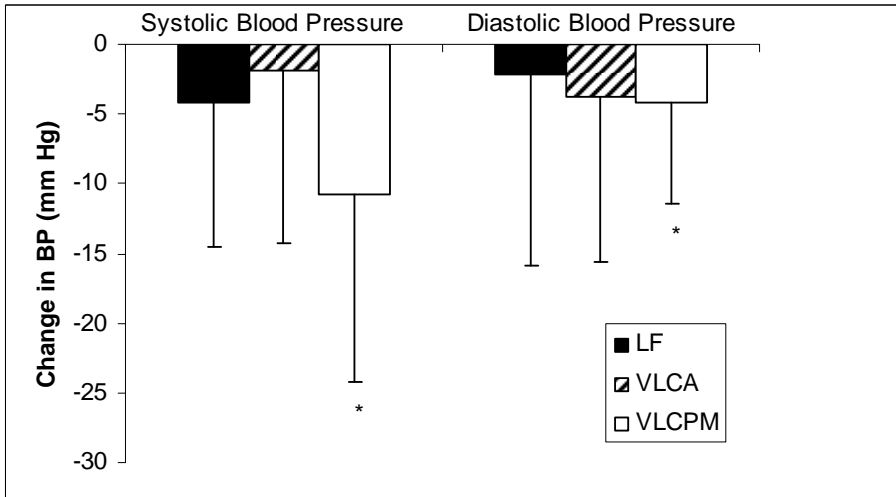 Systolic Blood Pressure Diastolic Blood Pressure
Change in BP (mm Hg)
0
-5
-10
-15
-20
-25
-30
*
*
LF
VLCA
VLCPM